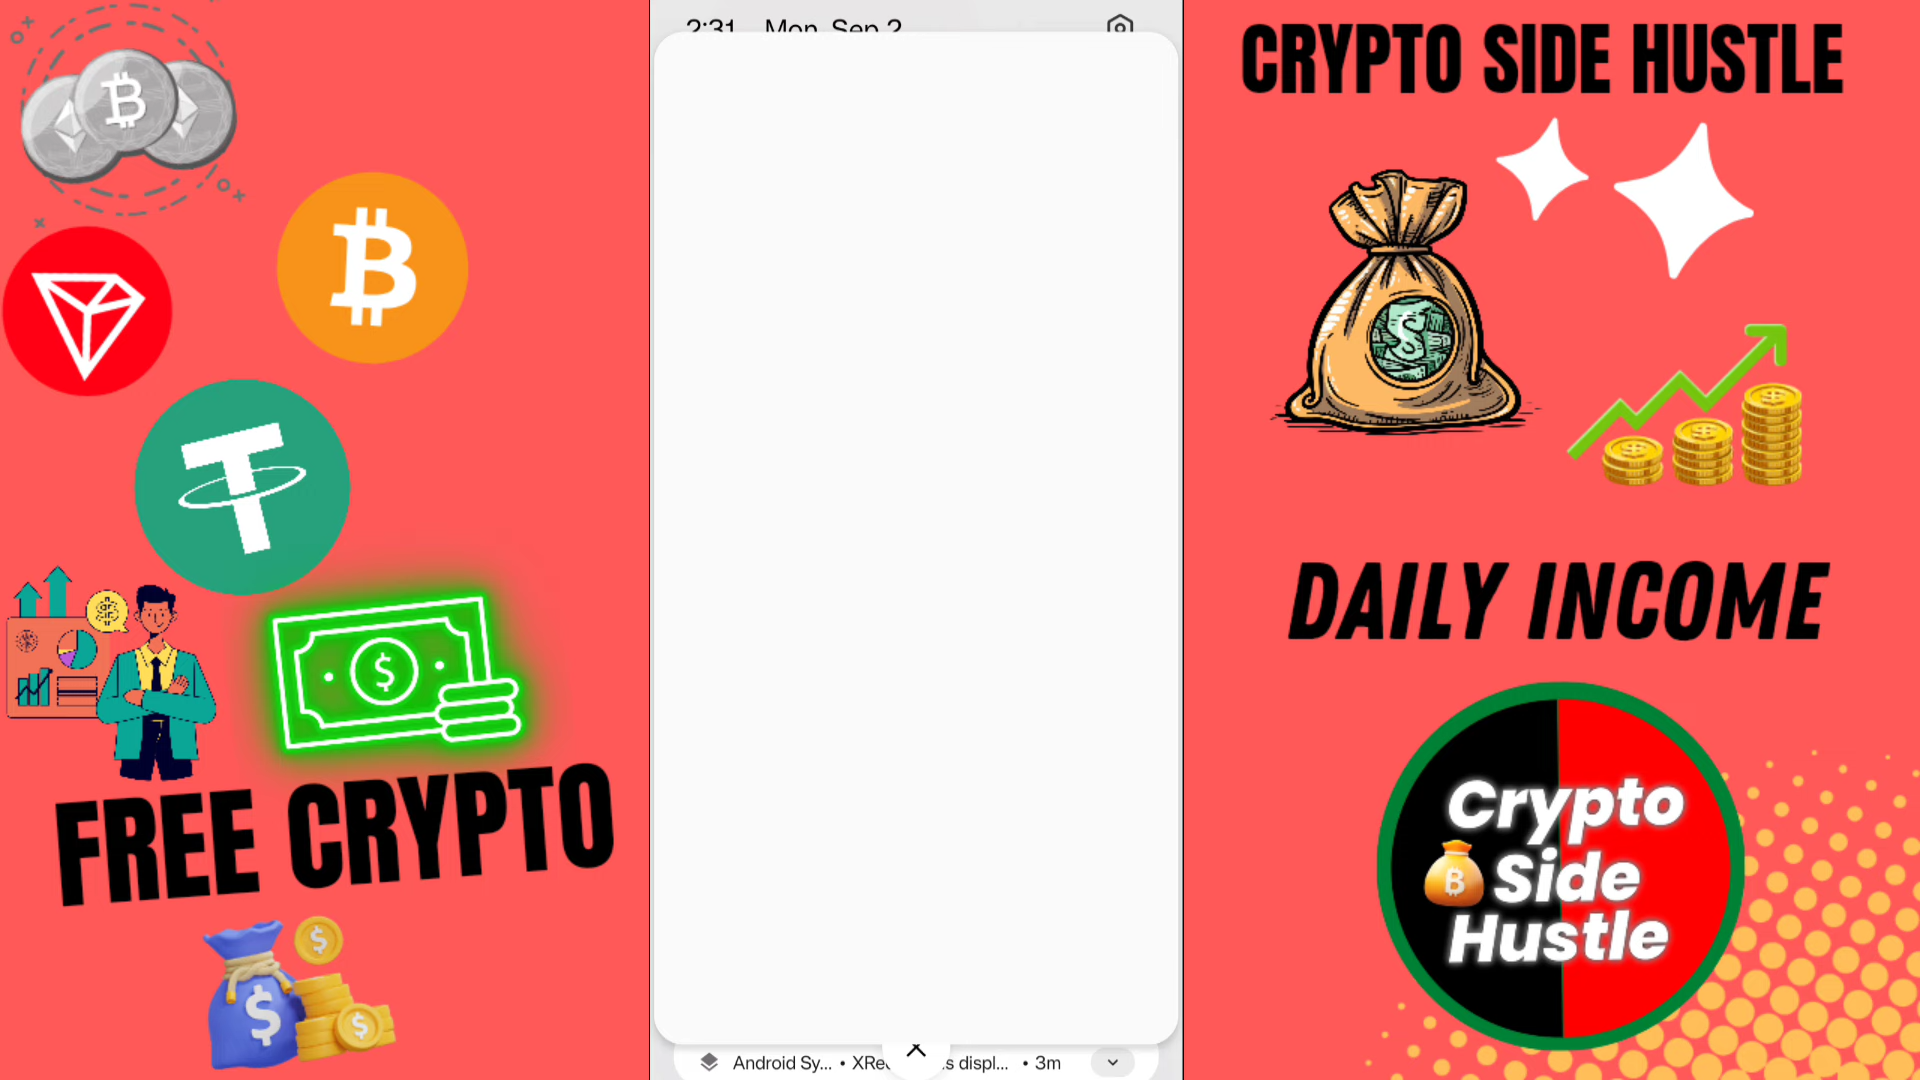 2:31 Mon, Sep 2
CRYPTO SIDE HUSTLE
DAILY INCOME
FREE CRYPTO
Crypto
Side
Hustle
Android Sy... • displ... • 3m